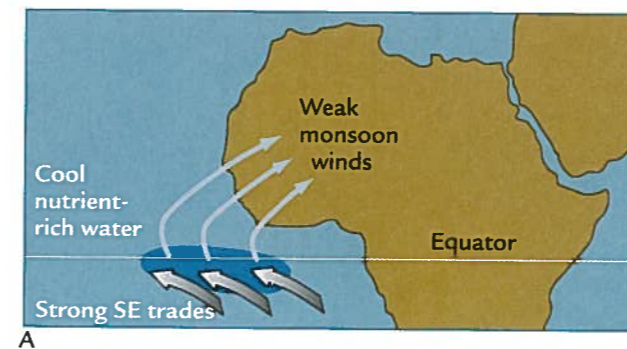 Weak
monsoon
winds
Cool
nutrient-
rich water
Equator
Strong SE trades
A